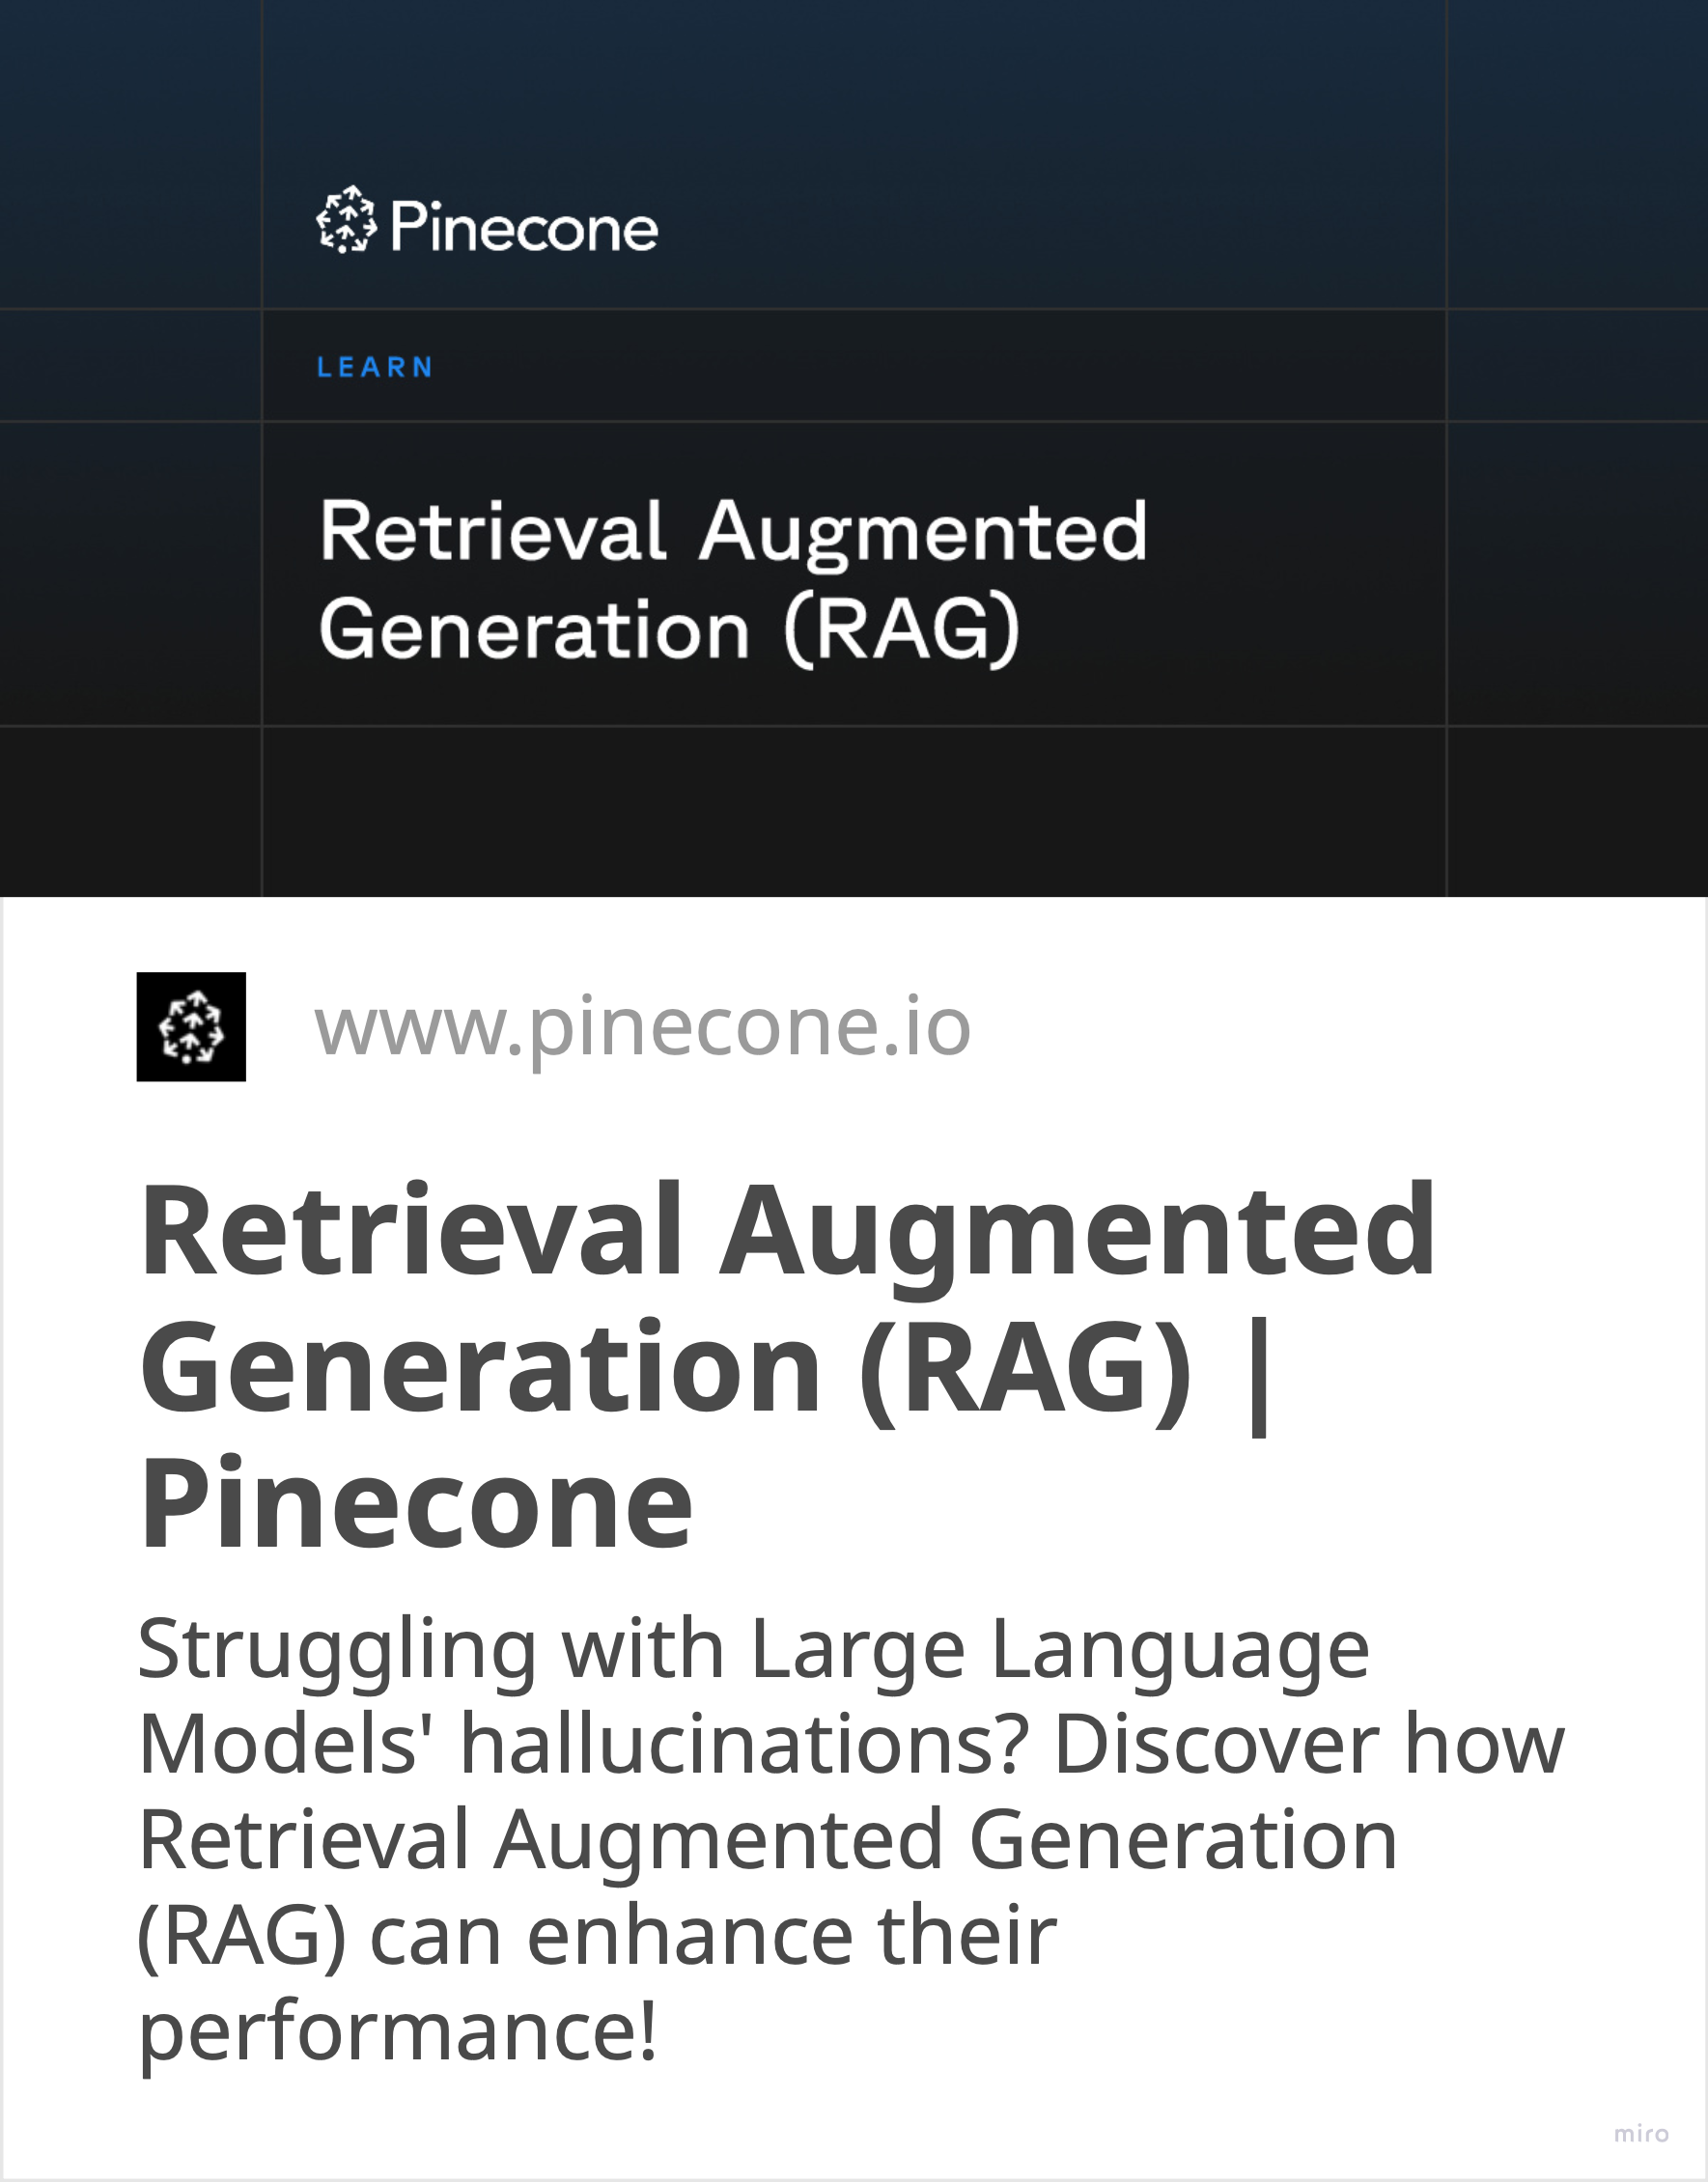 Pinecone
LEARN
Retrieval Augmented
Generation (RAG)
www.pinecone.io
Retrieval Augmented
Generation (RAG) |
Pinecone
Struggling with Large Language
Models' hallucinations? Discover how
Retrieval Augmented Generation
(RAG) can enhance their
performance!
miro